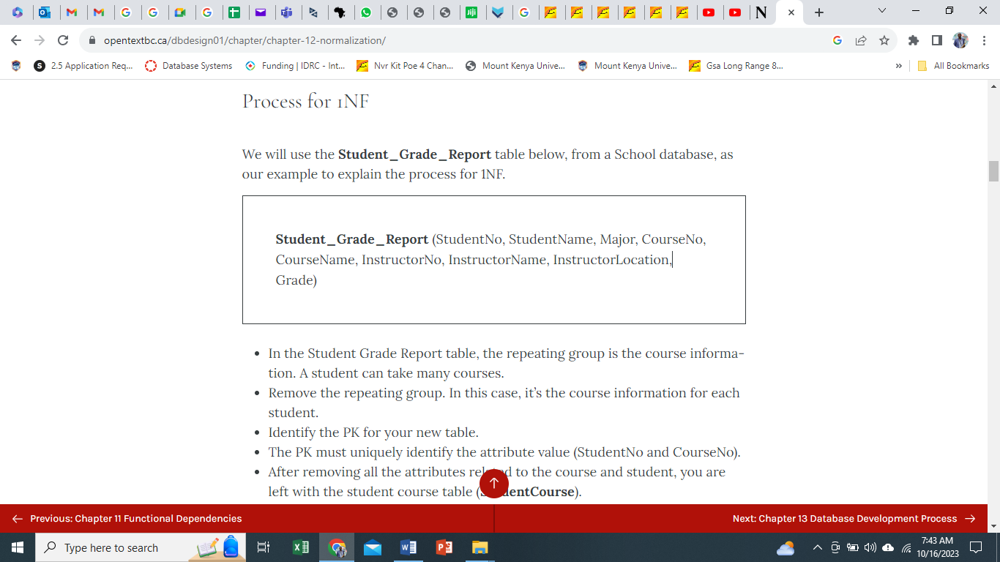 opentextbc.ca/dbdesign01/chapter/chapter-12-normalization/
2.5 Application Req... Database Systems Funding | IDRC - Int... Nvr Kit Poe 4 Chan... Mount Kenya Unive... Mount Kenya Unive... Gsa Long Range 8... » All Bookmarks
Process for 1NF
We will use the Student_Grade_Report table below, from a School database, as
our example to explain the process for 1NF.
Student_Grade_Report (StudentNo, StudentName, Major, CourseNo,
CourseName, InstructorNo, InstructorName, InstructorLocation,
Grade)
• In the Student Grade Report table, the repeating group is the course informa-
tion. A student can take many courses.
• Remove the repeating group. In this case, it’s the course information for each
student.
• Identify the PK for your new table.
• The PK must uniquely identify the attribute value (StudentNo and CourseNo).
• After removing all the attributes related to the course and student, you are
left with the student course table (StudentCourse).
← Previous: Chapter 11 Functional Dependencies Next: Chapter 13 Database Development Process →
Type here to search
7:43 AM
10/16/2023